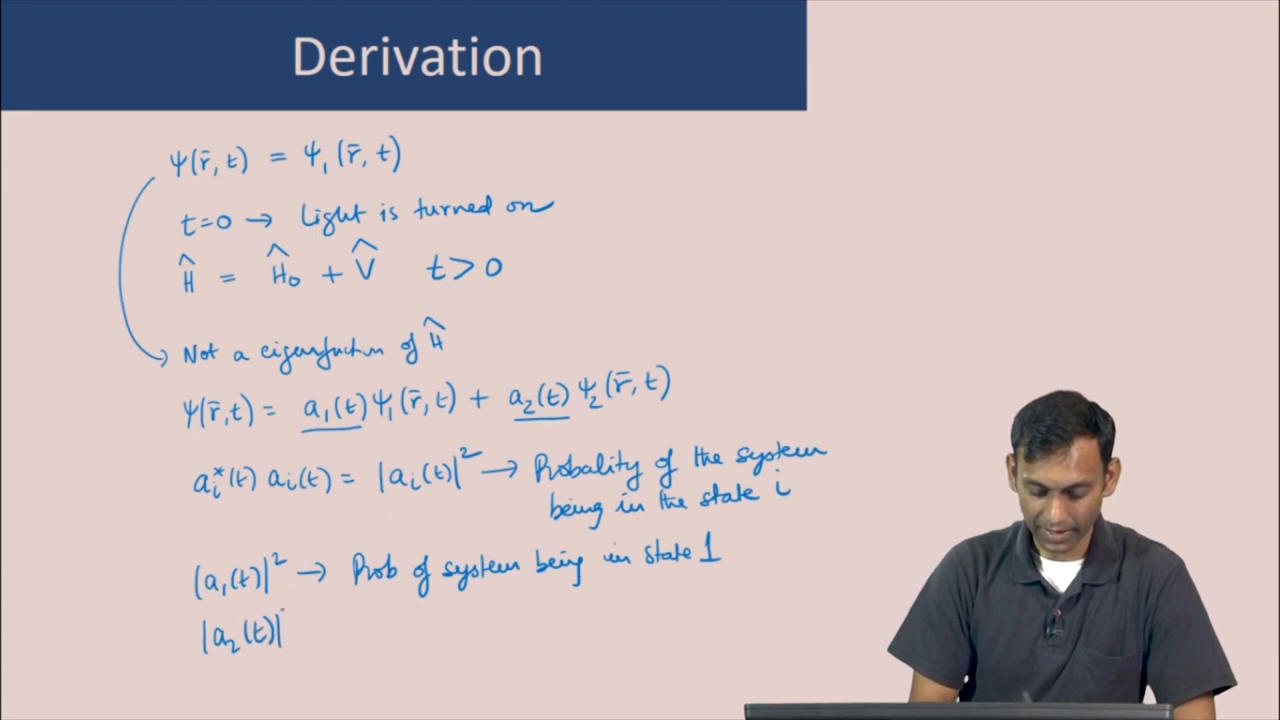 Derivation
Ψ(r̄, t) = Ψ₁(r̄, t)
t=0 → Light is turned on
Ĥ = Ĥ₀ + V̂ t > 0
Not a eigenfunction of Ĥ
Ψ(r̄, t) = a₁(t) Ψ₁(r̄, t) + a₂(t) Ψ₂(r̄, t)
aᵢ*(t) aᵢ(t) = |aᵢ(t)|² → Probality of the system
being in the state i
|a₁(t)|² → Prob of system being in state 1
|a₂(t)|